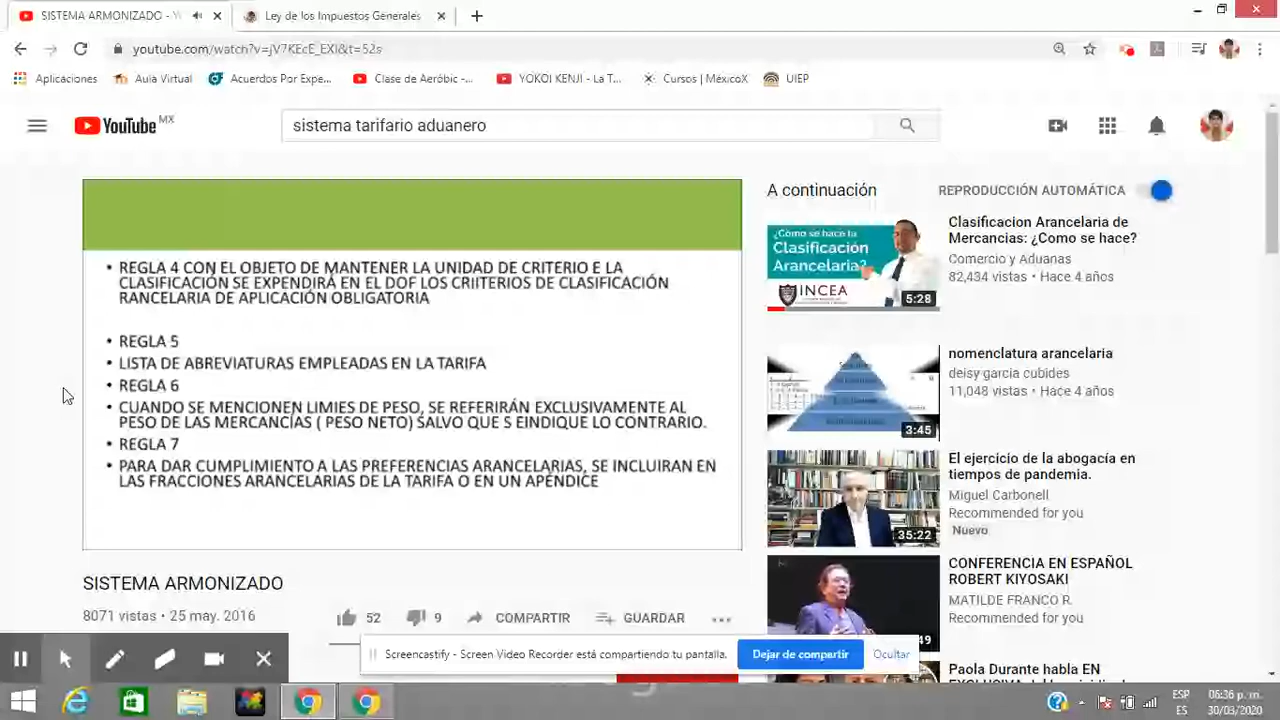 SISTEMA ARMONIZADO - Y
Ley de los Impuestos Generales
youtube.com/watch?v=jV7KEcE_EXI&t=52s
Aplicaciones
Aula Virtual
Acuerdos Por Expe...
Clase de Aeróbic...
YOKOI KENJI - La T...
Cursos | MéxicoX
UIEP
YouTube MX
sistema tarifario aduanero
• REGLA 4 CON EL OBJETO DE MANTENER LA UNIDAD DE CRITERIO E LA
CLASIFICACIÓN SE EXPENDIRÁ EN EL DOF LOS CRIITERIOS DE CLASIFICACIÓN
RANCELARIA DE APLICACIÓN OBLIGATORIA
• REGLA 5
• LISTA DE ABREVIATURAS EMPLEADAS EN LA TARIFA
• REGLA 6
• CUANDO SE MENCIONEN LIMIES DE PESO, SE REFERIRÁN EXCLUSIVAMENTE AL
PESO DE LAS MERCANCÍAS ( PESO NETO) SALVO QUE S EINDIQUE LO CONTRARIO.
• REGLA 7
• PARA DAR CUMPLIMIENTO A LAS PREFERENCIAS ARANCELARIAS, SE INCLUIRAN EN
LAS FRACCIONES ARANCELARIAS DE LA TARIFA O EN UN APÉNDICE
SISTEMA ARMONIZADO
8071 vistas • 25 may. 2016
52
9
COMPARTIR
GUARDAR
A continuación
REPRODUCCIÓN AUTOMÁTICA
¿Como se hace la
Clasificación
Arancelaria?
INCEA
5:28
Clasificacion Arancelaria de
Mercancias: ¿Como se hace?
Comercio y Aduanas
82,434 vistas • Hace 4 años
3:45
nomenclatura arancelaria
deisy garcia cubides
11,048 vistas • Hace 4 años
35:22
El ejercicio de la abogacía en
tiempos de pandemia.
Miguel Carbonell
Recommended for you
Nuevo
49
CONFERENCIA EN ESPAÑOL
ROBERT KIYOSAKI
MATILDE FRANCO R.
Recommended for you
Paola Durante habla EN
Screencastify - Screen Video Recorder está compartiendo tu pantalla.
Dejar de compartir
Ocultar
ESP
ES
06:36 p. m.
30/03/2020